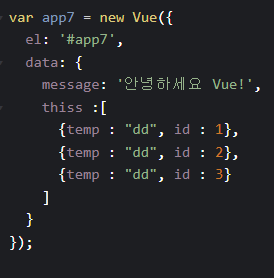 var app7 = new Vue({
  el: '#app7',
  data: {
    message: '안녕하세요 Vue!',
    thiss :[
      {temp : "dd", id : 1},
      {temp : "dd", id : 2},
      {temp : "dd", id : 3}
    ]
  }
});